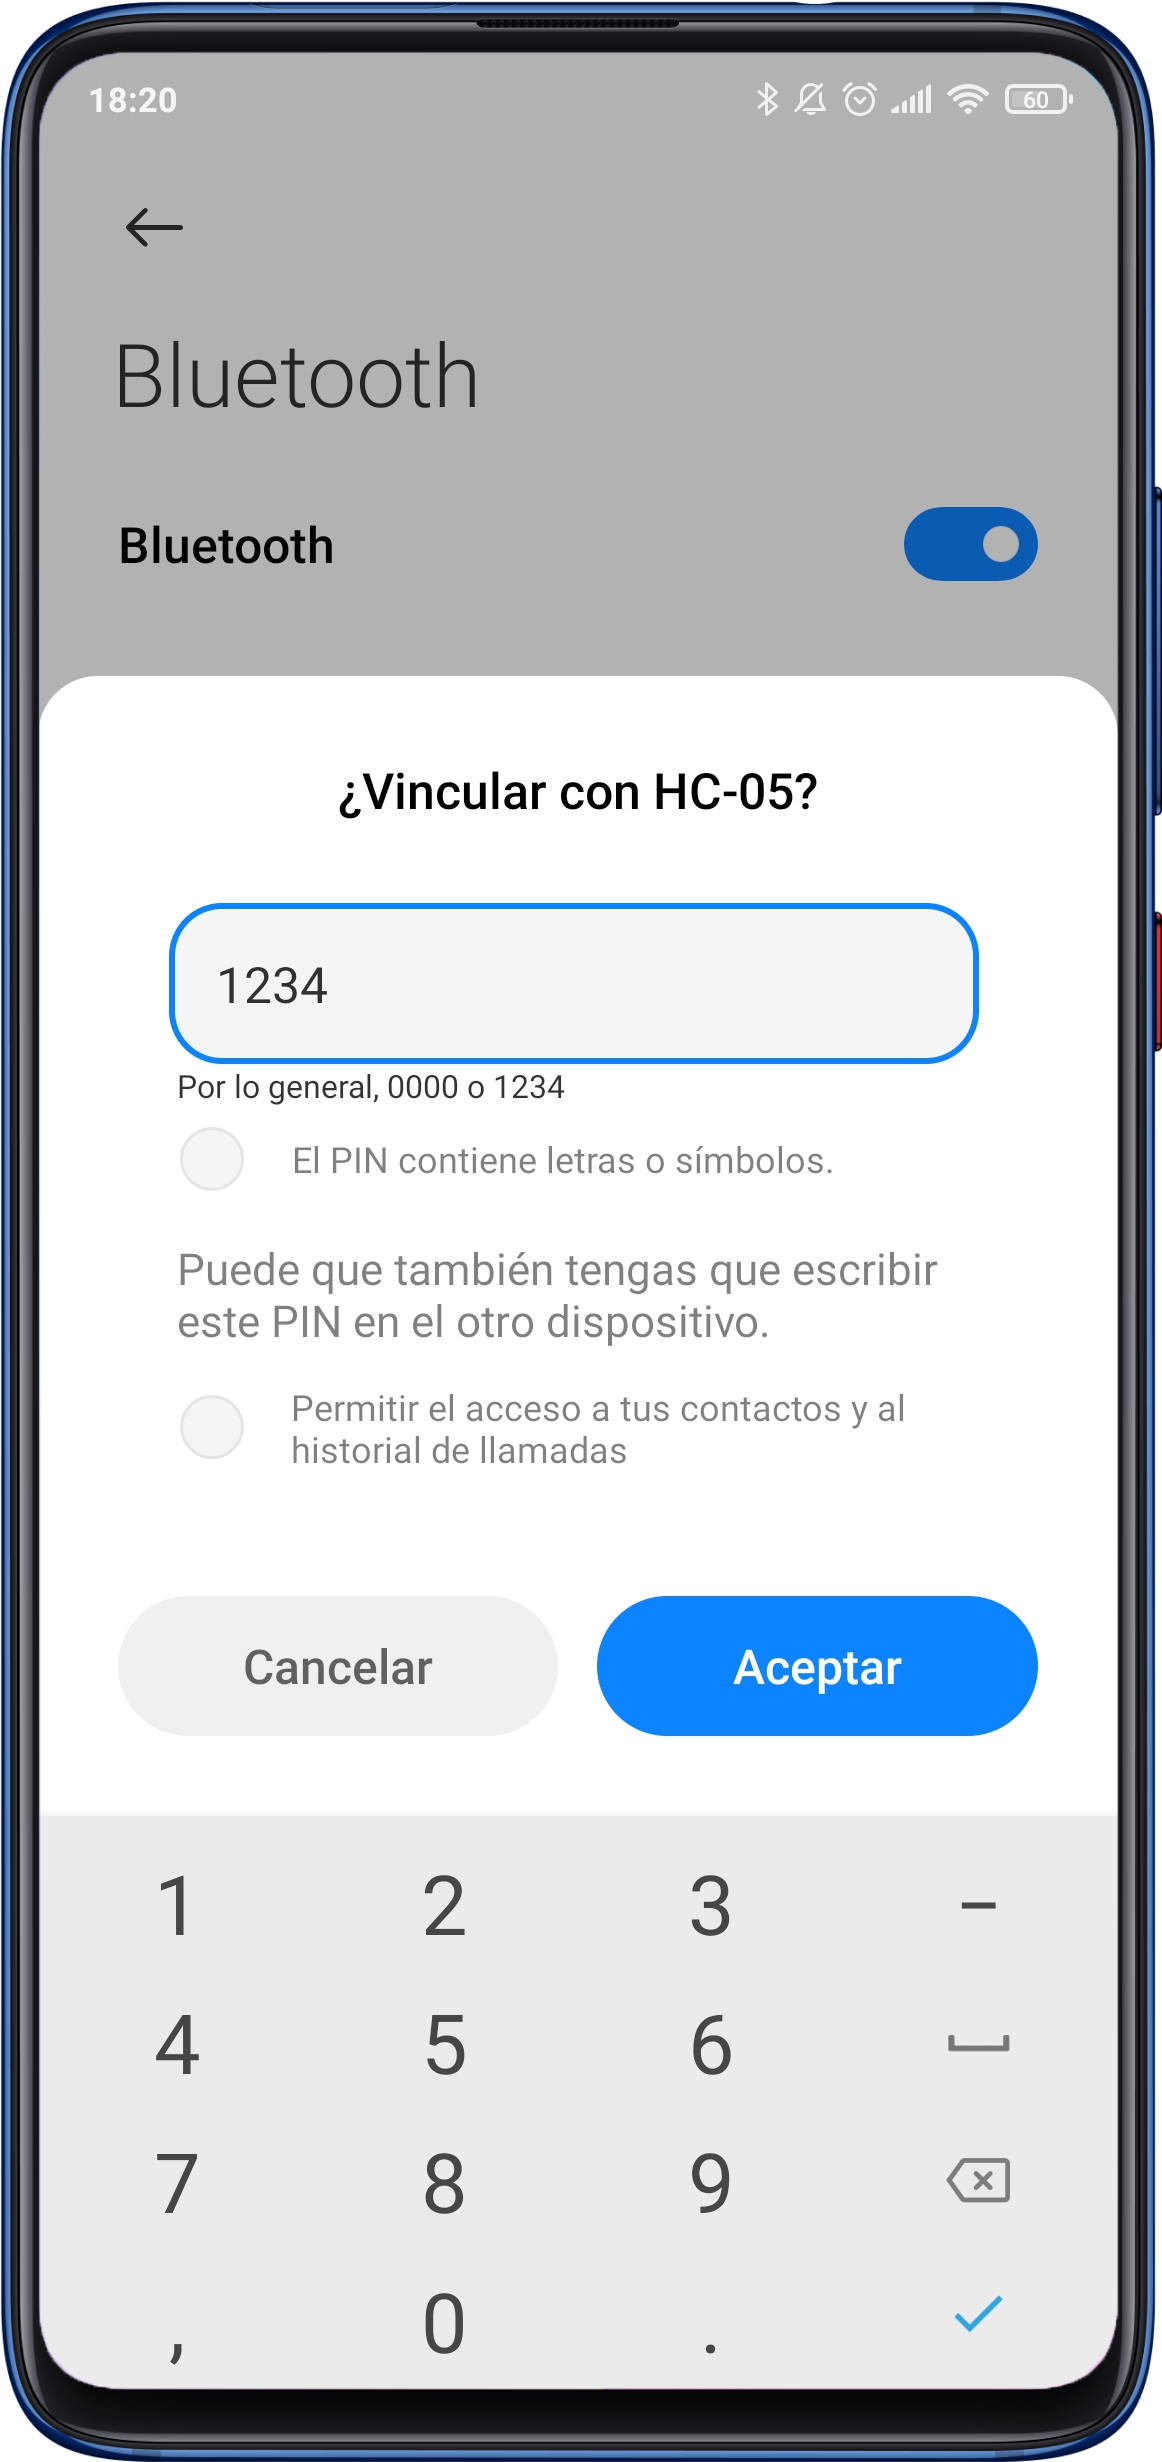 18:20
60
Bluetooth
Bluetooth
¿Vincular con HC-05?
1234
Por lo general, 0000 o 1234
El PIN contiene letras o símbolos.
Puede que también tengas que escribir
este PIN en el otro dispositivo.
Permitir el acceso a tus contactos y al
historial de llamadas
Cancelar
Aceptar
1 2 3 –
4 5 6
7 8 9
, 0 .